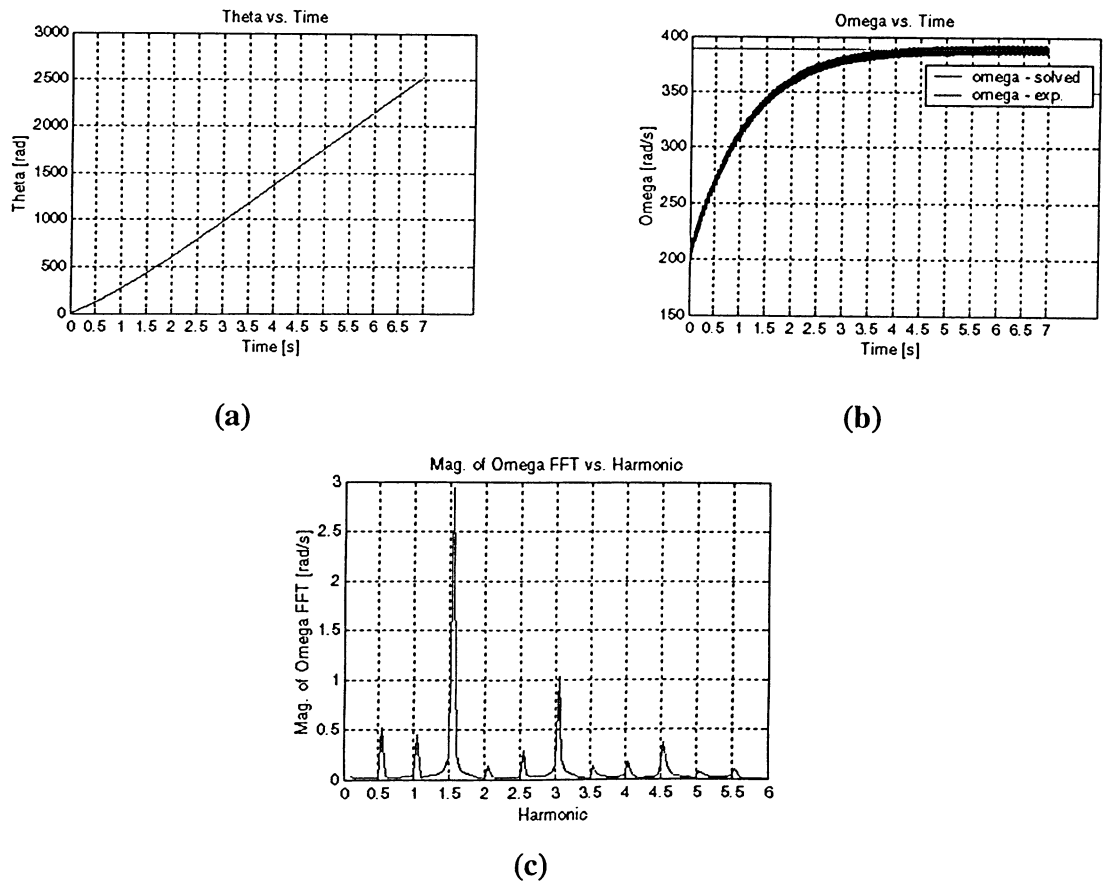 Theta vs. Time
3000
2500
2000
1500
1000
500
0
Theta [rad]
0 0.5 1 1.5 2 2.5 3 3.5 4 4.5 5 5.5 6 6.5 7
Time [s]
(a)
Omega vs. Time
400
350
300
250
200
150
Omega [rad/s]
omega - solved
omega - exp.
0 0.5 1 1.5 2 2.5 3 3.5 4 4.5 5 5.5 6 6.5 7
Time [s]
(b)
Mag. of Omega FFT vs. Harmonic
3
2.5
2
1.5
1
0.5
0
Mag. of Omega FFT [rad/s]
0 0.5 1 1.5 2 2.5 3 3.5 4 4.5 5 5.5 6
Harmonic
(c)